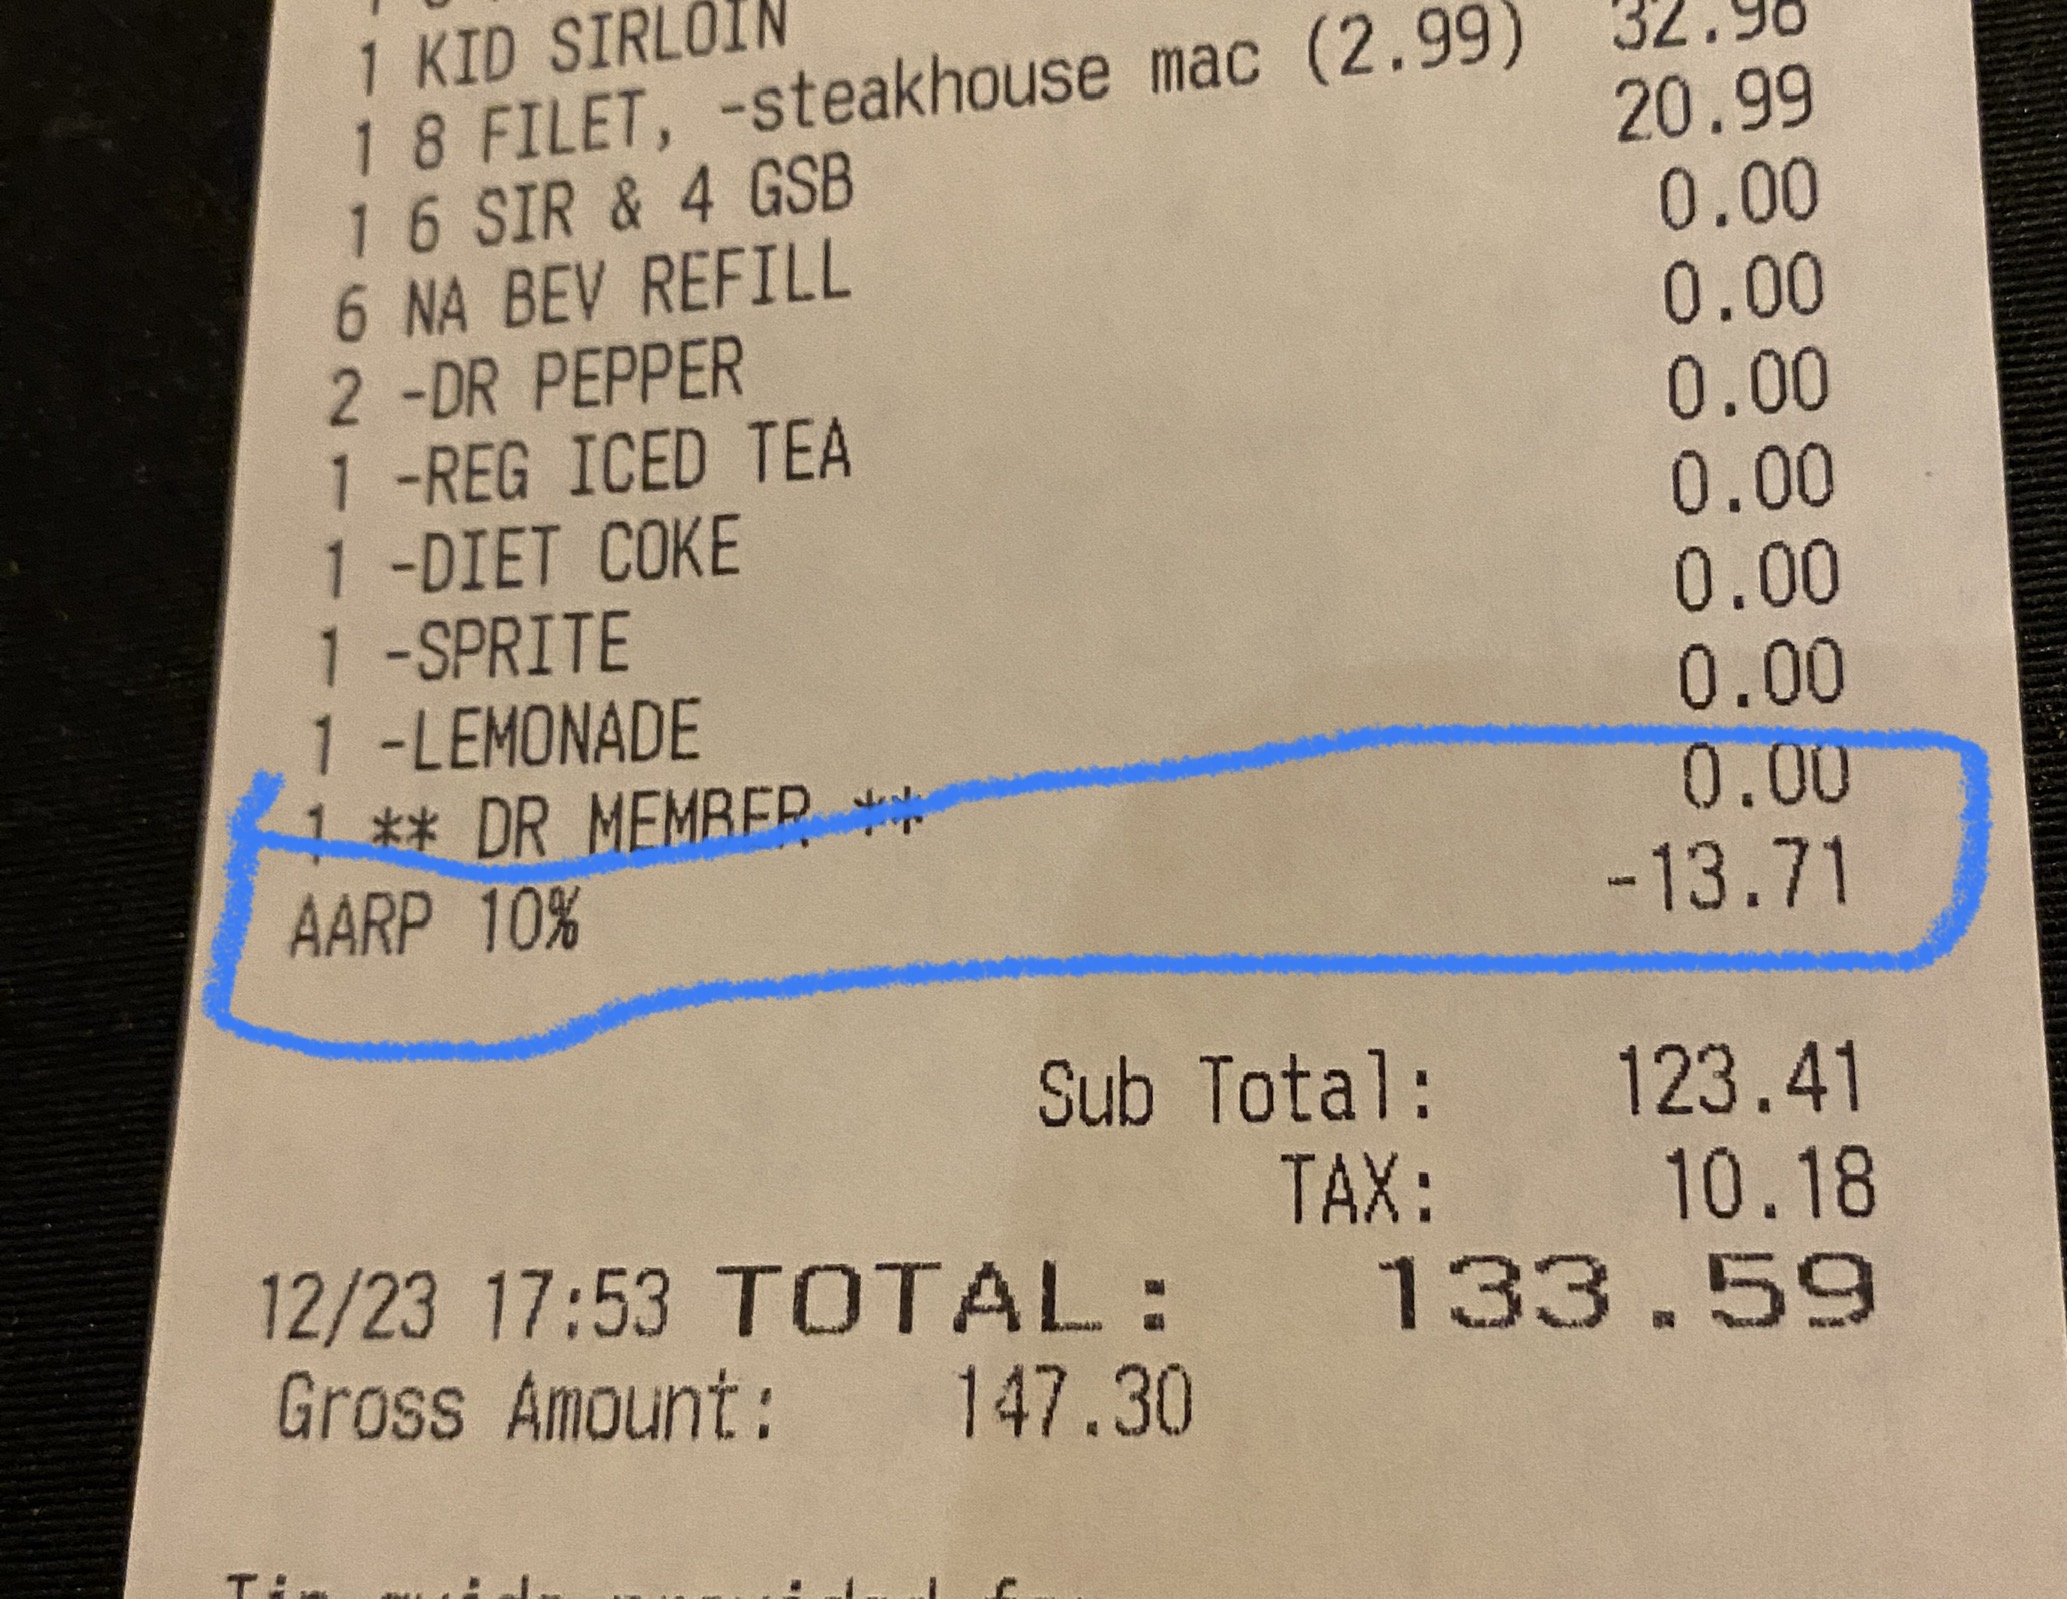 1 KID SIRLOIN
1 8 FILET, -steakhouse mac (2.99) 32.98
1 6 SIR & 4 GSB 20.99
6 NA BEV REFILL 0.00
2 -DR PEPPER 0.00
1 -REG ICED TEA 0.00
1 -DIET COKE 0.00
1 -SPRITE 0.00
1 -LEMONADE 0.00
1 ** DR MEMBER ** 0.00
AARP 10% -13.71
Sub Total: 123.41
TAX: 10.18
12/23 17:53 TOTAL: 133.59
Gross Amount: 147.30
Tip guide provided for